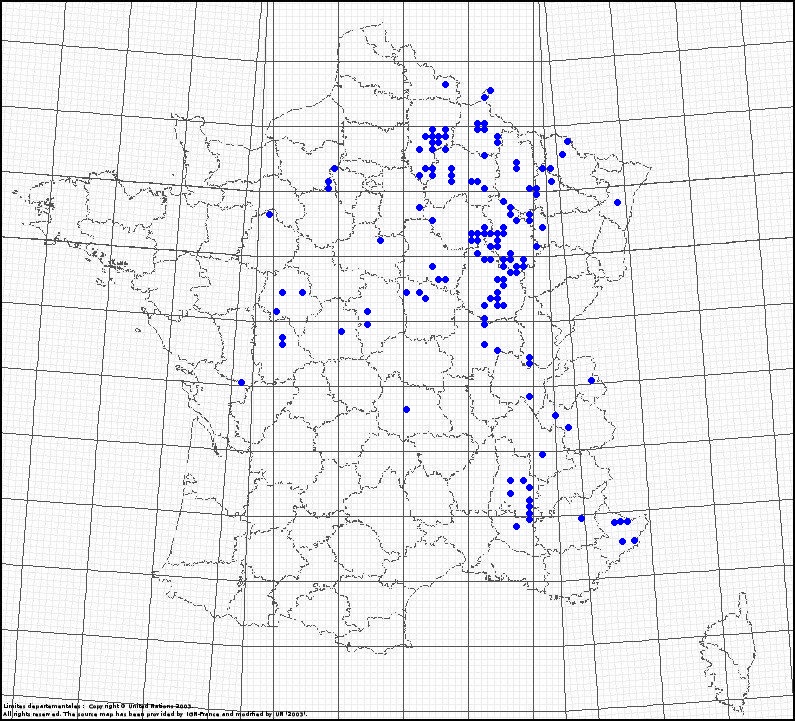 Limites departementales : Copyright © United Nations 2003
All rights reserved. The source map has been provided by IGN-France and modified by UN (2003).